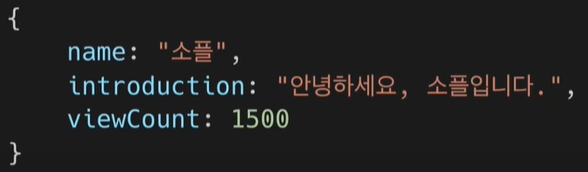 {
    name: "소플",
    introduction: "안녕하세요, 소플입니다.",
    viewCount: 1500
}